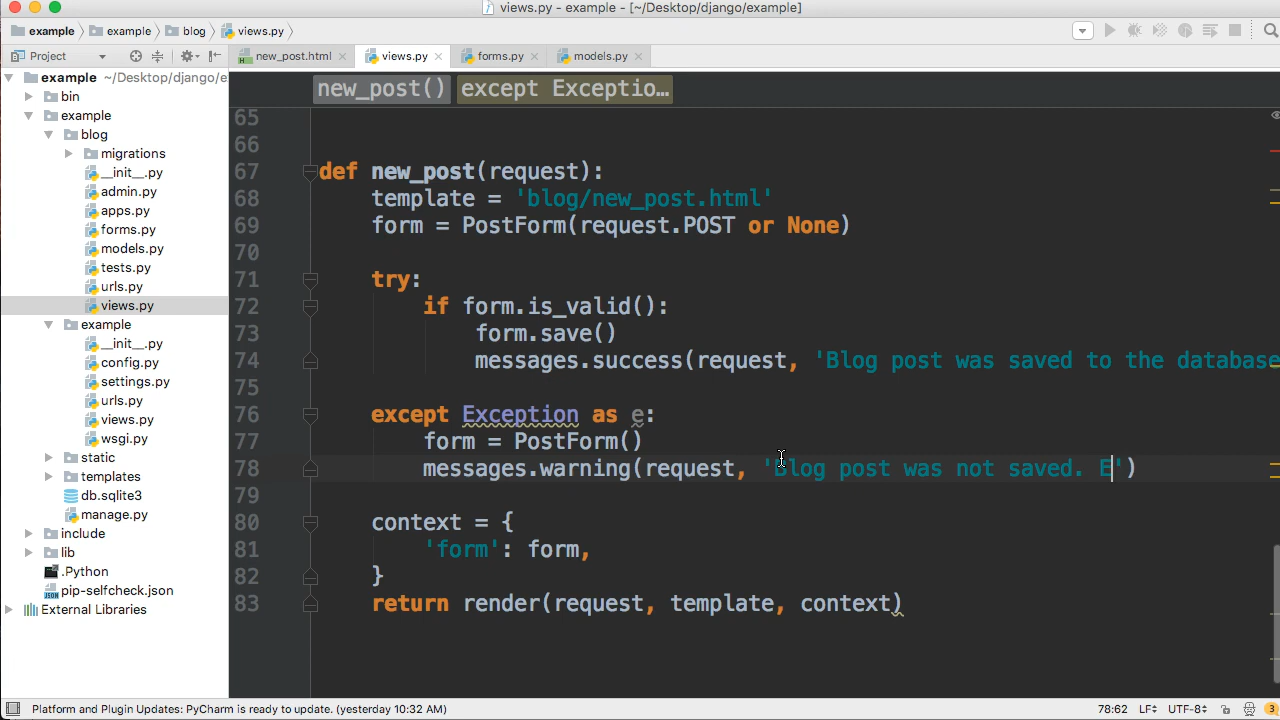 views.py - example - [~/Desktop/django/example]
example example blog views.py
Project new_post.html views.py forms.py models.py
example ~/Desktop/django/e
bin
example
blog
migrations
__init__.py
admin.py
apps.py
forms.py
models.py
tests.py
urls.py
views.py
example
__init__.py
config.py
settings.py
urls.py
views.py
wsgi.py
static
templates
db.sqlite3
manage.py
include
lib
.Python
pip-selfcheck.json
External Libraries
new_post() except Exceptio…
65
66
67 def new_post(request):
68 template = 'blog/new_post.html'
69 form = PostForm(request.POST or None)
70
71 try:
72 if form.is_valid():
73 form.save()
74 messages.success(request, 'Blog post was saved to the database
75
76 except Exception as e:
77 form = PostForm()
78 messages.warning(request, 'Blog post was not saved. E')
79
80 context = {
81 'form': form,
82 }
83 return render(request, template, context)
Platform and Plugin Updates: PyCharm is ready to update. (yesterday 10:32 AM) 78:62 LF UTF-8 3